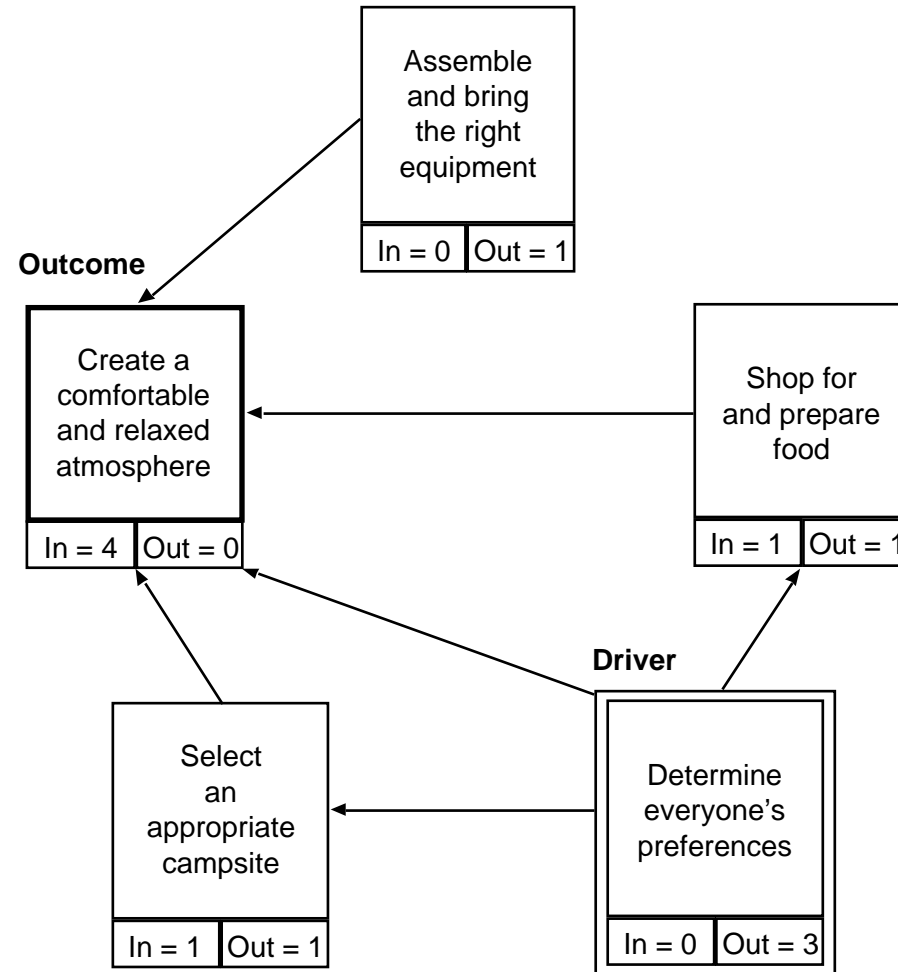 Assemble
and bring
the right
equipment
In = 0 Out = 1
Outcome
Create a
comfortable
and relaxed
atmosphere
In = 4 Out = 0
Shop for
and prepare
food
In = 1 Out = 1
Driver
Select
an
appropriate
campsite
In = 1 Out = 1
Determine
everyone’s
preferences
In = 0 Out = 3